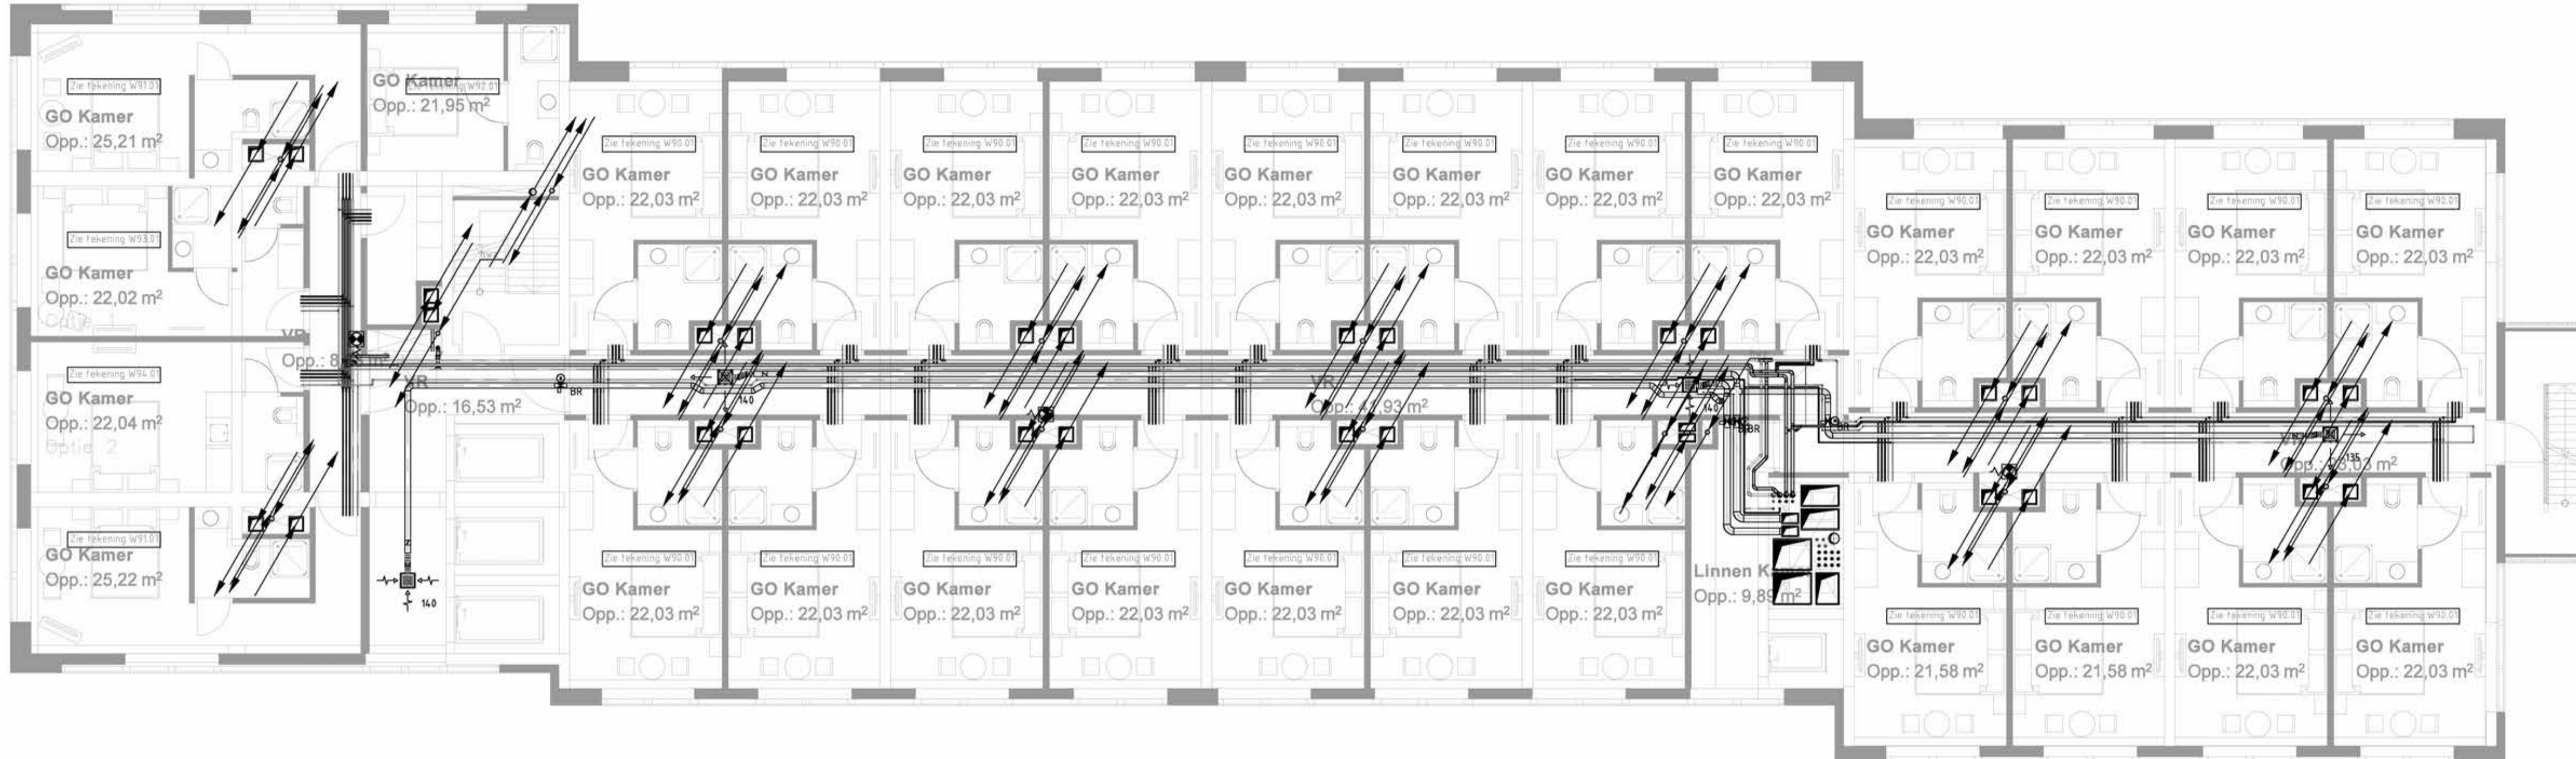 Zie tekening W91.01
GO Kamer
Opp.: 25,21 m²
GO Kamer
Zie tekening W92.01
Opp.: 21,95 m²
Zie tekening W93.01
GO Kamer
Opp.: 22,02 m²
Optie 1
VR
Zie tekening W94.01
GO Kamer
Opp.: 22,04 m²
Optie 2
Zie tekening W91.01
GO Kamer
Opp.: 25,22 m²
VR
Opp.: 16,53 m²
N
140
Zie tekening W90.01
GO Kamer
Opp.: 22,03 m²
Zie tekening W90.01
GO Kamer
Opp.: 22,03 m²
Zie tekening W90.01
GO Kamer
Opp.: 22,03 m²
Zie tekening W90.01
GO Kamer
Opp.: 22,03 m²
Zie tekening W90.01
GO Kamer
Opp.: 22,03 m²
Zie tekening W90.01
GO Kamer
Opp.: 22,03 m²
Zie tekening W90.01
GO Kamer
Opp.: 22,03 m²
Zie tekening W90.01
GO Kamer
Opp.: 22,03 m²
Zie tekening W90.01
GO Kamer
Opp.: 22,03 m²
Zie tekening W90.01
GO Kamer
Opp.: 22,03 m²
Zie tekening W90.01
GO Kamer
Opp.: 22,03 m²
Zie tekening W90.01
GO Kamer
Opp.: 22,03 m²
BR
N
140
VR
140
BR
BR
135
Zie tekening W90.01
GO Kamer
Opp.: 22,03 m²
Zie tekening W90.01
GO Kamer
Opp.: 22,03 m²
Zie tekening W90.01
GO Kamer
Opp.: 22,03 m²
Zie tekening W90.01
GO Kamer
Opp.: 22,03 m²
Zie tekening W90.01
GO Kamer
Opp.: 22,03 m²
Zie tekening W90.01
GO Kamer
Opp.: 22,03 m²
Zie tekening W90.01
GO Kamer
Opp.: 22,03 m²
Linnen
Opp.: 9,89 m²
Zie tekening W90.01
GO Kamer
Opp.: 21,58 m²
Zie tekening W90.01
GO Kamer
Opp.: 21,58 m²
Zie tekening W90.01
GO Kamer
Opp.: 22,03 m²
Zie tekening W90.01
GO Kamer
Opp.: 22,03 m²